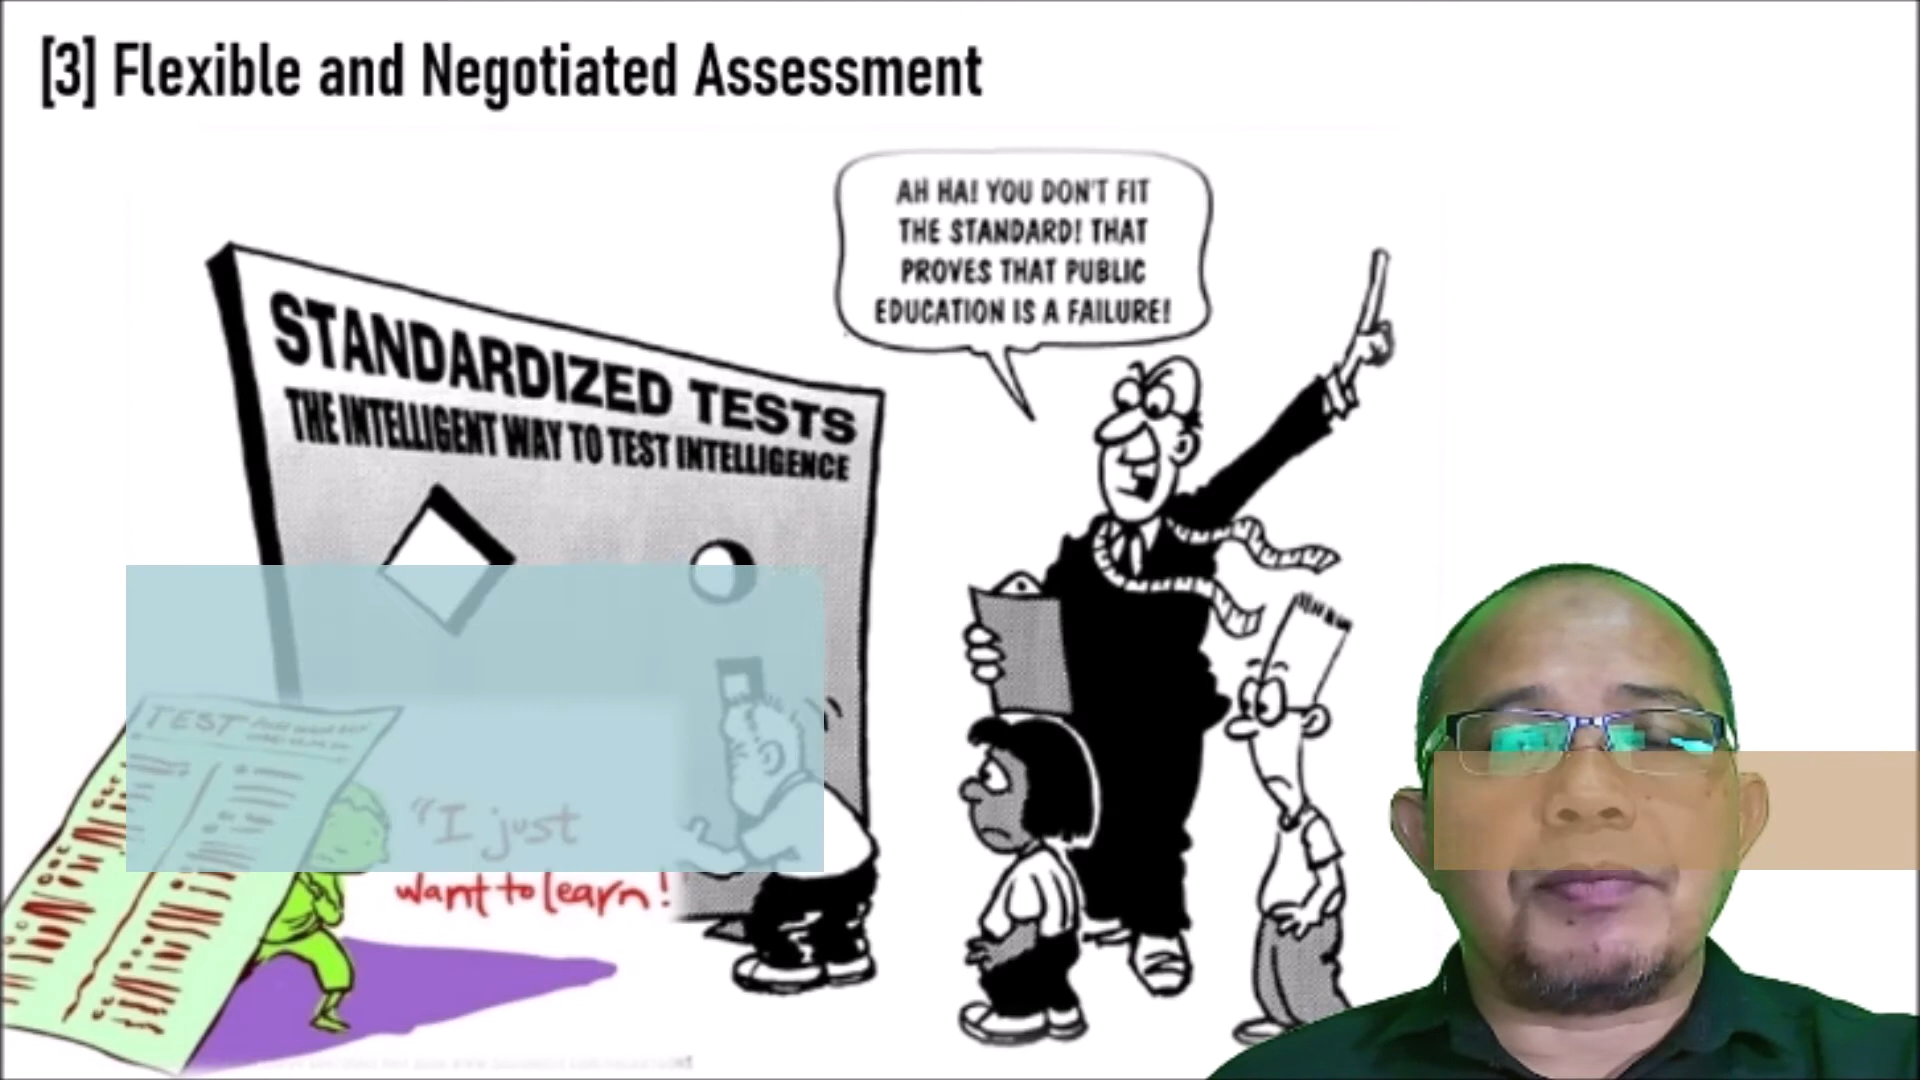 [3] Flexible and Negotiated Assessment
AH HA! YOU DON'T FIT
THE STANDARD! THAT
PROVES THAT PUBLIC
EDUCATION IS A FAILURE!
STANDARDIZED TESTS
THE INTELLIGENT WAY TO TEST INTELLIGENCE
TEST
"I just
want to learn!